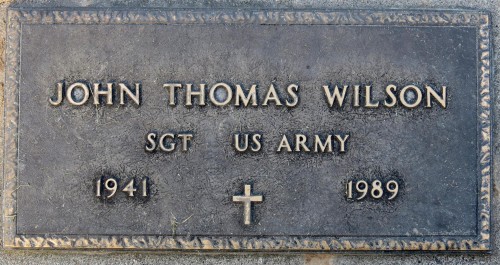 JOHN THOMAS WILSON
SGT US ARMY
1941 1989